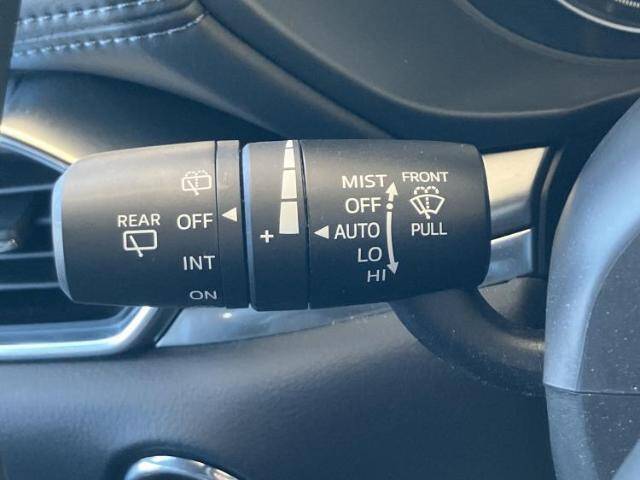 REAR
OFF
INT
ON
+
MIST
OFF
AUTO
LO
HI
FRONT
PULL